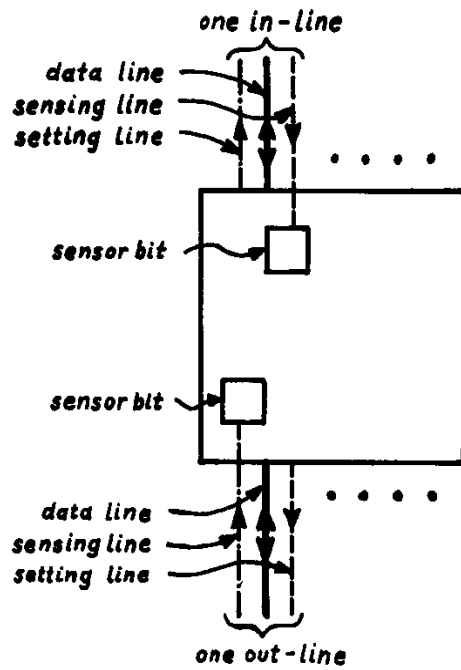 one in-line
data line
sensing line
setting line
sensor bit
sensor bit
data line
sensing line
setting line
one out-line